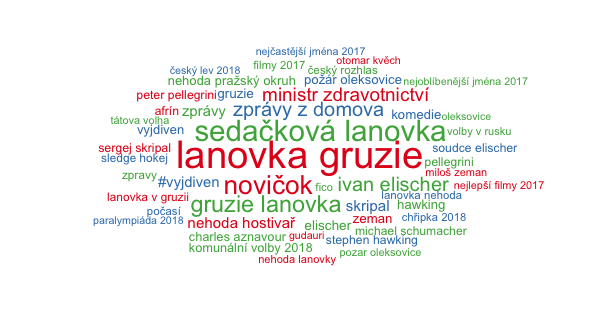 nejčastější jména 2017
otomar kvěch
filmy 2017
český rozhlas
český lev 2018
nehoda pražský okruh
požár oleksovice
nejoblíbenější jména 2017
peter pellegrini
gruzie
ministr zdravotnictví
afrín
zprávy
zprávy z domova
komedie
oleksovice
tátova volha
vyjdiven
sedačková lanovka
volby v rusku
sergej skripal
lanovka gruzie
soudce elischer
sledge hokej
pellegrini
zpravy
#vyjdiven
novičok
fico
ivan elischer
miloš zeman
nejlepší filmy 2017
lanovka v gruzii
gruzie lanovka
skripal
lanovka nehoda
hawking
počasí
paralympiáda 2018
nehoda hostivař
elischer
zeman
chřipka 2018
charles aznavour
gudauri
stephen hawking
michael schumacher
komunální volby 2018
pozar oleksovice
nehoda lanovky